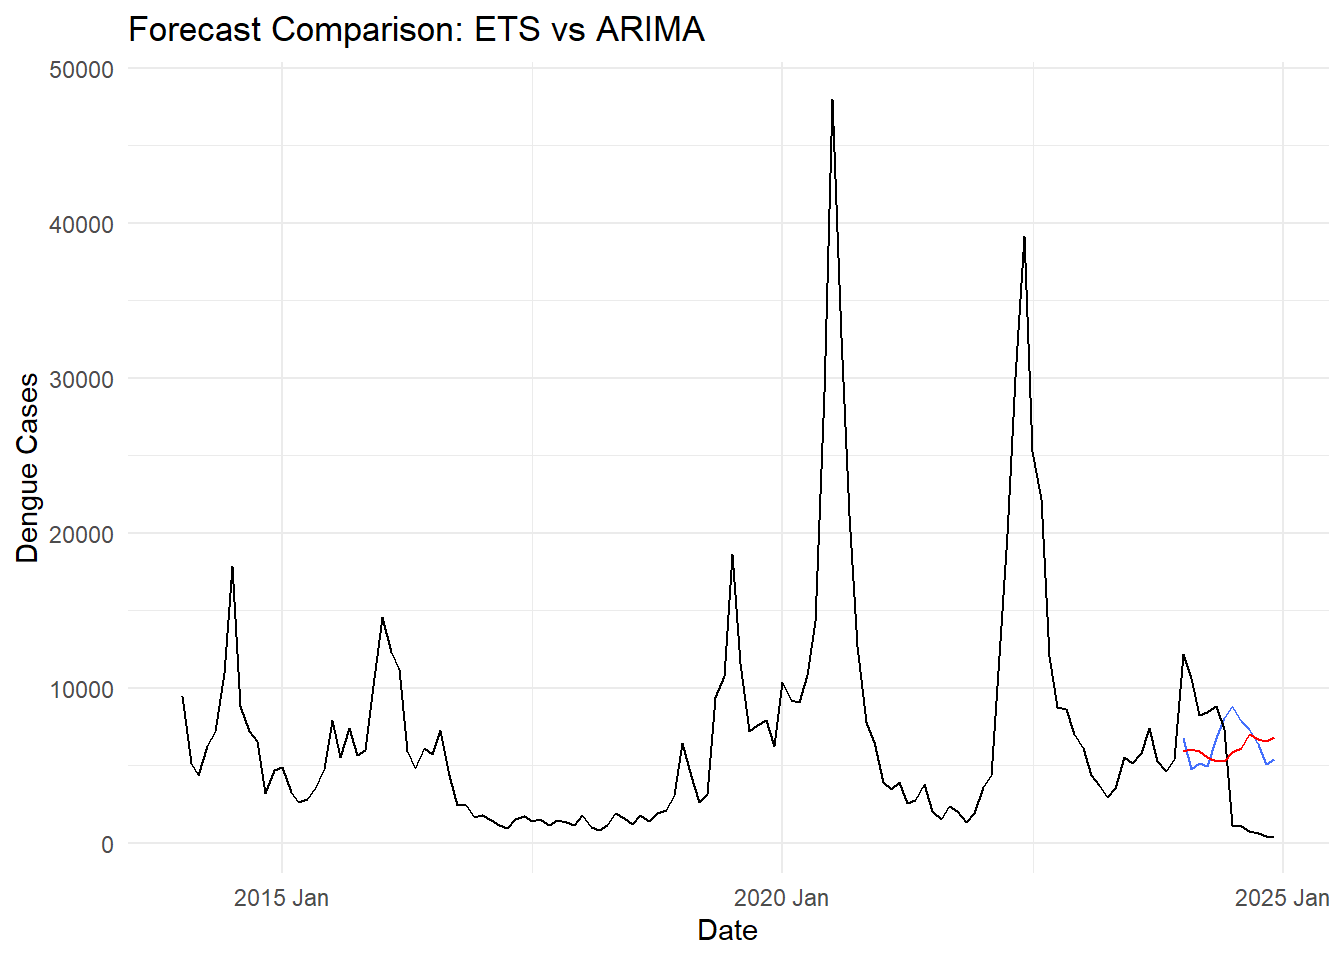 Forecast Comparison: ETS vs ARIMA
50000
40000
30000
20000
10000
0
Dengue Cases
2015 Jan
2020 Jan
2025 Jan
Date